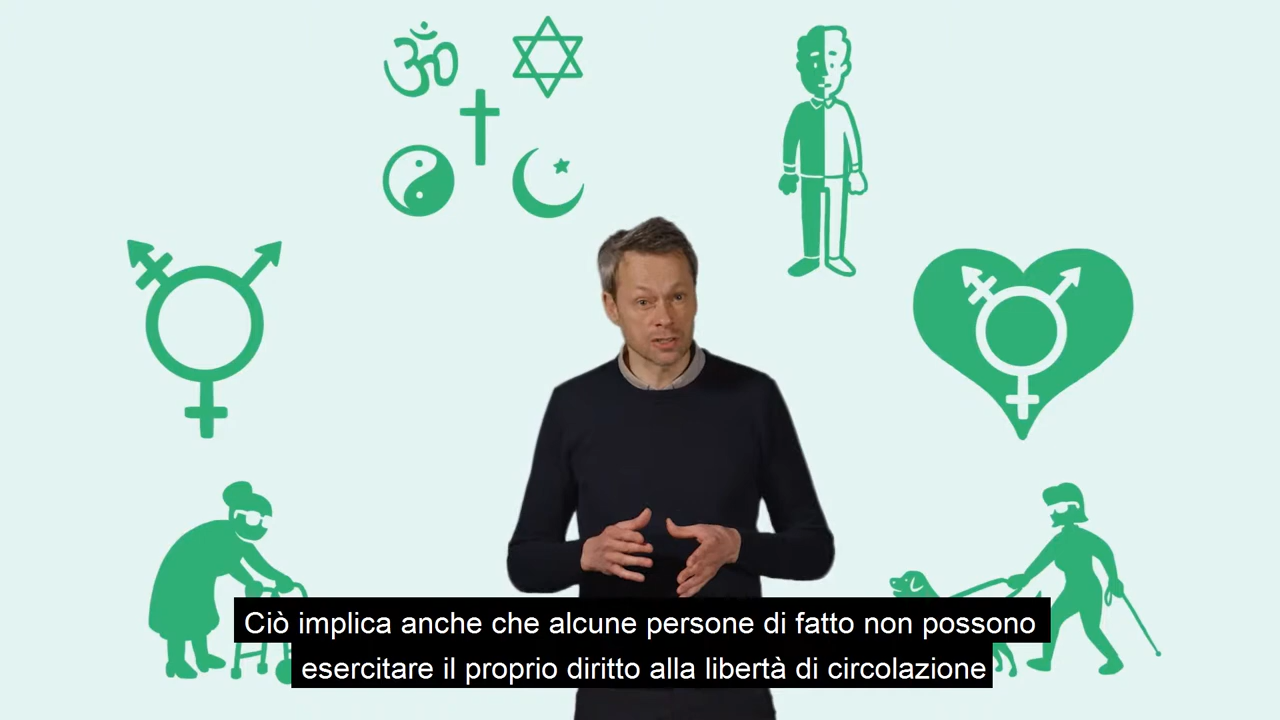 Ciò implica anche che alcune persone di fatto non possono
esercitare il proprio diritto alla libertà di circolazione